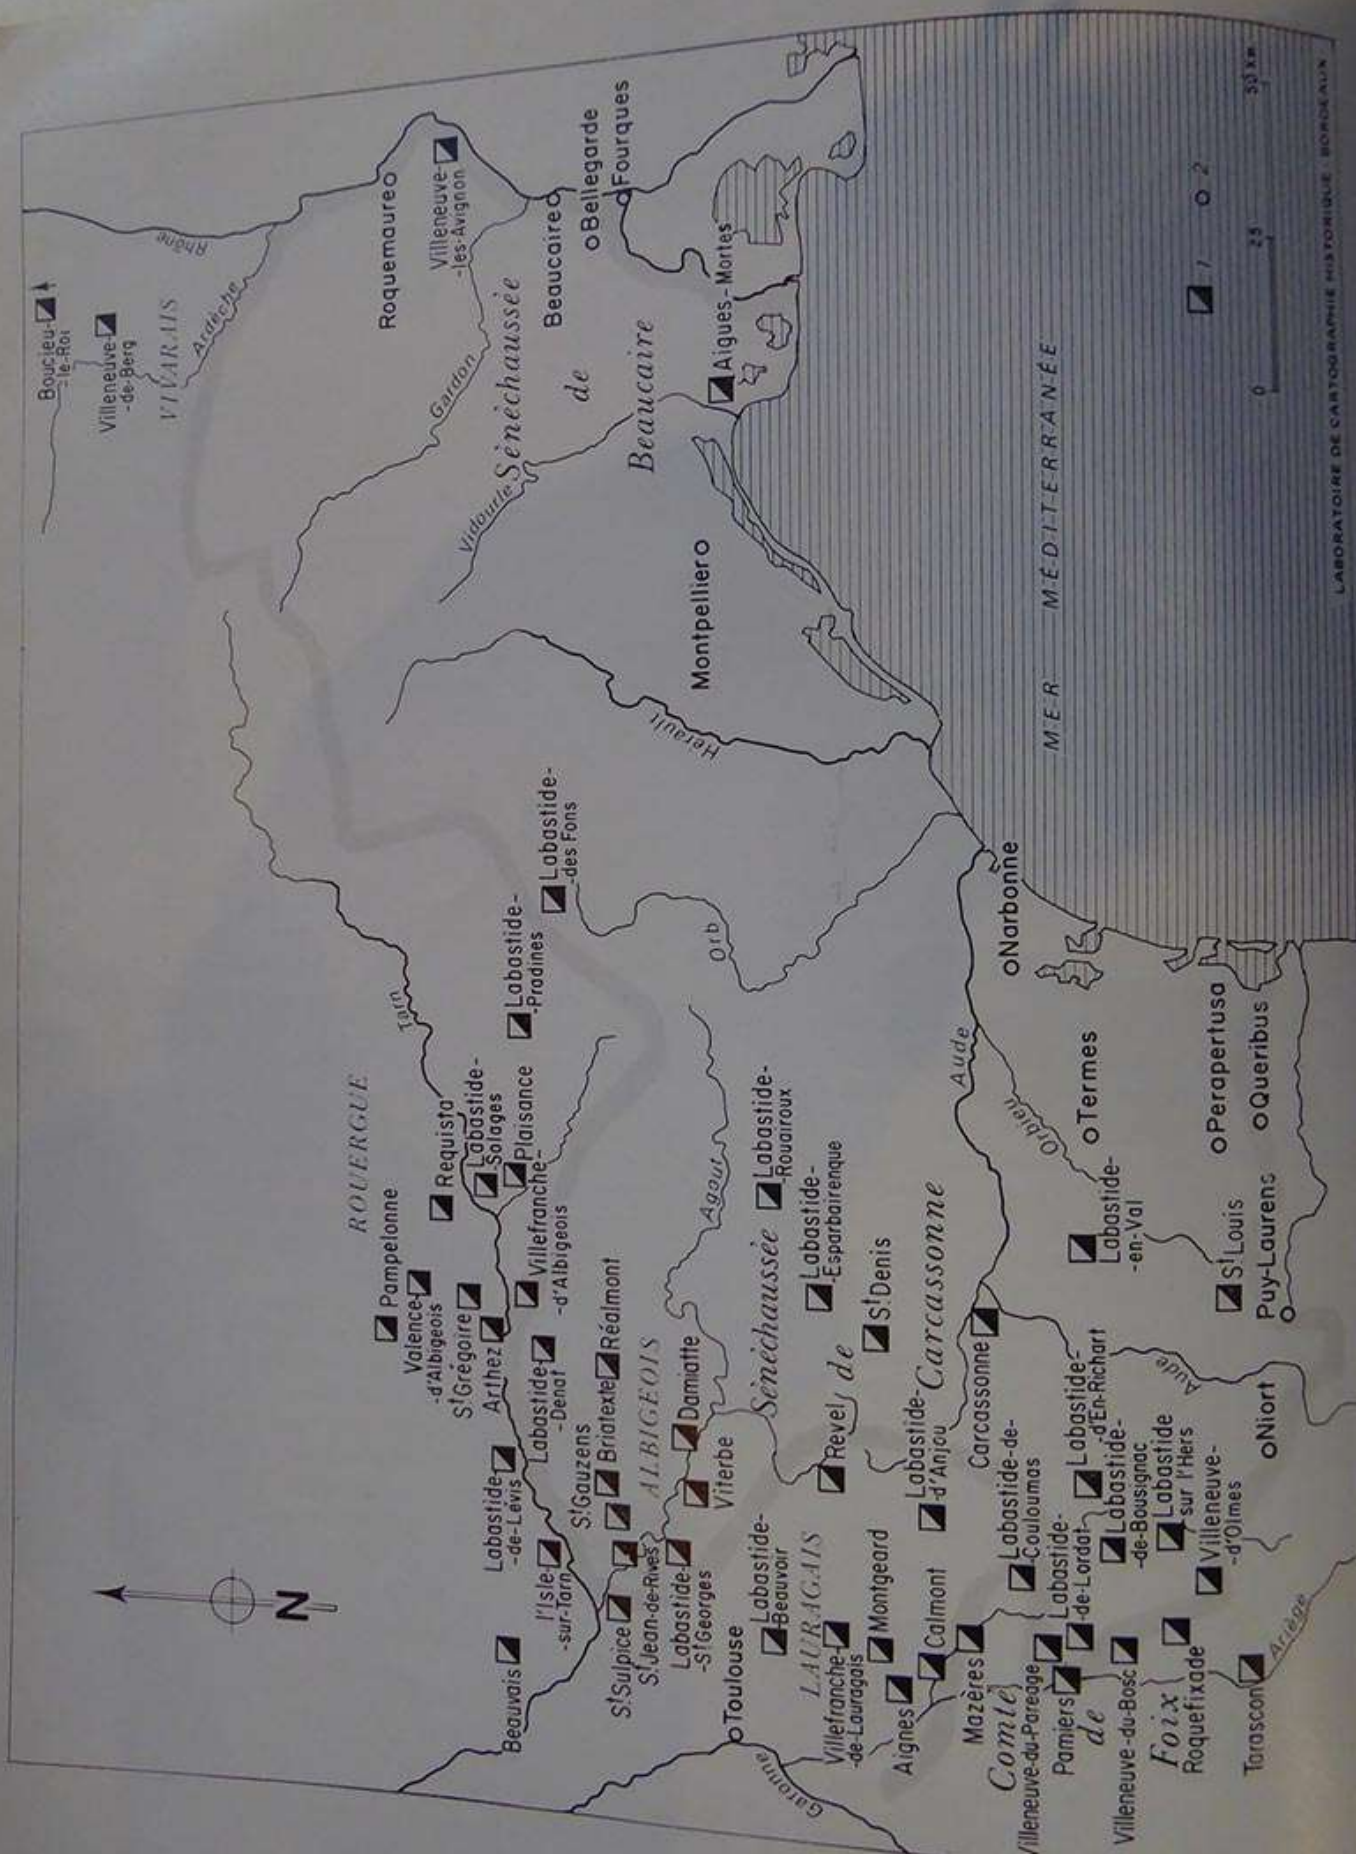 N
Boucieu-
-le-Roi
Villeneuve-
-de-Berg
VIVARAIS
Rhône
Ardèche
Roquemaure
Villeneuve-
-les-Avignon
Gardon
Sénéchaussée
de
Beaucaire
Beaucaire
Bellegarde
Fourques
Vidourle
Aigues-Mortes
Montpellier
Hérault
Labastide-
-des Fons
Labastide-
-Pradines
Orb
Tarn
ROUERGUE
Requista
Labastide-
-Solages
Plaisance
Pampelonne
Valence-
-d'Albigeois
St Grégoire
Arthez
Villefranche-
-d'Albigeois
Labastide-
-Denat
Réalmont
Briatexte
St Gauzens
ALBIGEOIS
Labastide-
-de-Lévis
l'Isle-
-sur-Tarn
Beauvais
St Sulpice
St Jean-de-Rives
Labastide-
-St Georges
Damiatte
Viterbe
Agout
Toulouse
Garonne
Labastide-
-Beauvoir
LAURAGAIS
Villefranche-
-de-Lauragais
Montgeard
Aignes
Calmont
Mazères
Revel
Sénéchaussée
de
Carcassonne
Labastide-
-Rouairoux
Labastide-
-Esparbairenque
St Denis
Labastide-
-d'Anjou
Carcassonne
Aude
Narbonne
Orbieu
Termes
Labastide-
-en-Val
Perapertusa
Queribus
St Louis
Puy-Laurens
Niort
Aude
Labastide-de-
-Couloumas
Labastide-
-d'En-Richart
Labastide-
-de-Lordat
Labastide-
-de-Bousignac
Labastide
sur l'Hers
Villeneuve-
-d'Olmes
Comté
de
Foix
Villeneuve-du-Pareage
Pamiers
Villeneuve-du-Bosc
Roquefixade
Tarascon
Ariège
MER MÉDITERRANÉE
1
2
0 25 50 Km
LABORATOIRE DE CARTOGRAPHIE HISTORIQUE BORDEAUX